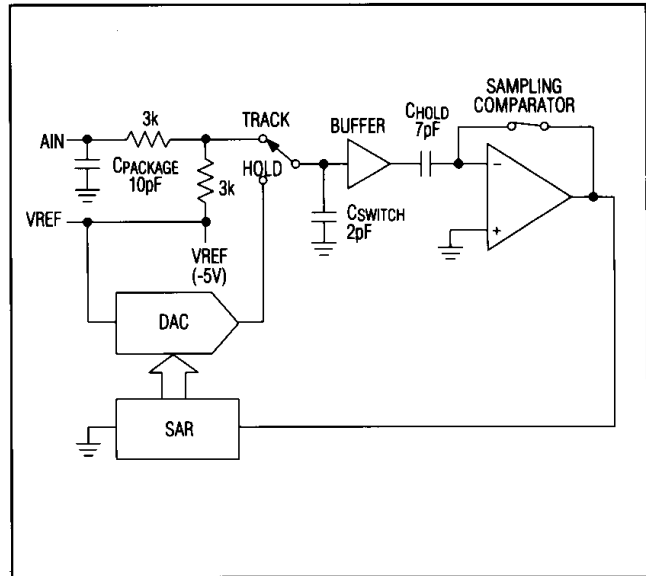 SAMPLING
COMPARATOR
CHOLD
7pF
BUFFER
3k
TRACK
AIN
CPACKAGE
10pF
HOLD
3k
CSWITCH
2pF
VREF
VREF
(-5V)
DAC
SAR
−
+